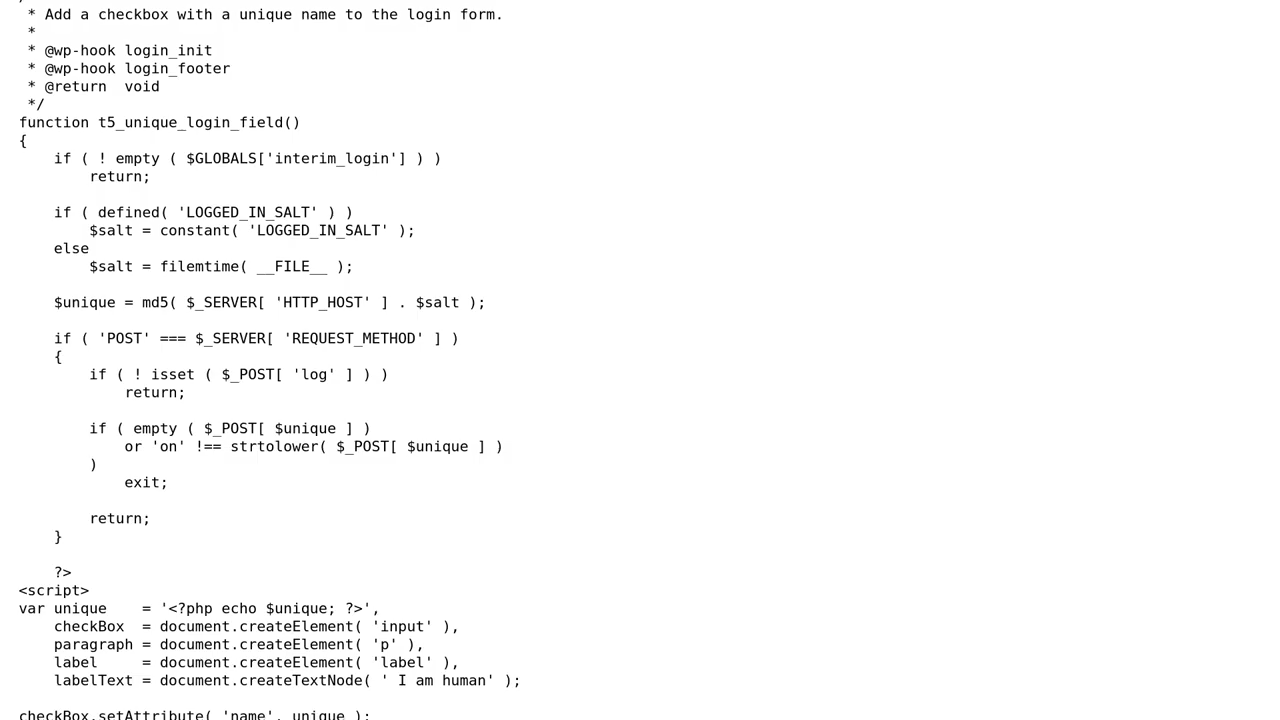 * Add a checkbox with a unique name to the login form.
 *
 * @wp-hook login_init
 * @wp-hook login_footer
 * @return  void
 */
function t5_unique_login_field()
{
    if ( ! empty ( $GLOBALS['interim_login'] ) )
        return;

    if ( defined( 'LOGGED_IN_SALT' ) )
        $salt = constant( 'LOGGED_IN_SALT' );
    else
        $salt = filemtime( __FILE__ );

    $unique = md5( $_SERVER[ 'HTTP_HOST' ] . $salt );

    if ( 'POST' === $_SERVER[ 'REQUEST_METHOD' ] )
    {
        if ( ! isset ( $_POST[ 'log' ] ) )
            return;

        if ( empty ( $_POST[ $unique ] )
            or 'on' !== strtolower( $_POST[ $unique ] )
        )
            exit;

        return;
    }

    ?>
<script>
var unique    = '<?php echo $unique; ?>',
    checkBox  = document.createElement( 'input' ),
    paragraph = document.createElement( 'p' ),
    label     = document.createElement( 'label' ),
    labelText = document.createTextNode( ' I am human' );

checkBox.setAttribute( 'name', unique );